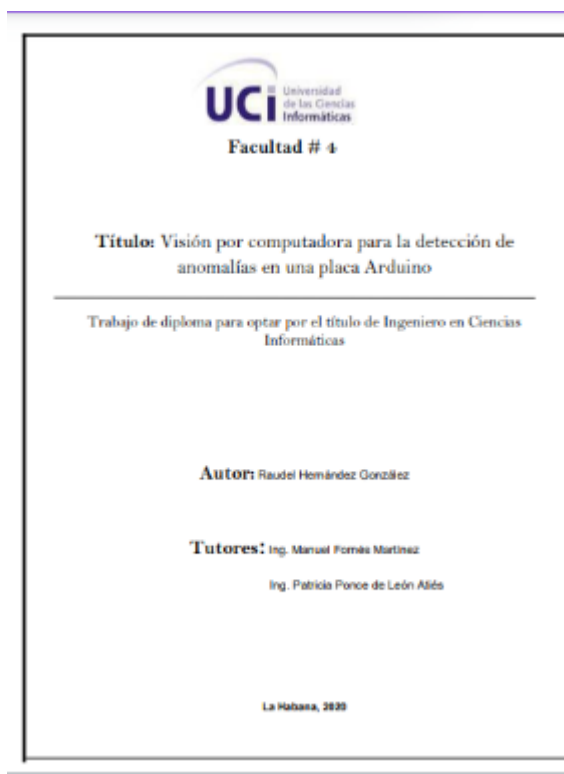 UCi Universidad
de las Ciencias
Informáticas
Facultad # 4
Título: Visión por computadora para la detección de
anomalías en una placa Arduino
Trabajo de diploma para optar por el título de Ingeniero en Ciencias
Informáticas
Autor: Raudel Hernández González
Tutores: Ing. Manuel Fornés Martínez
Ing. Patricia Ponce de León
La Habana, 2020